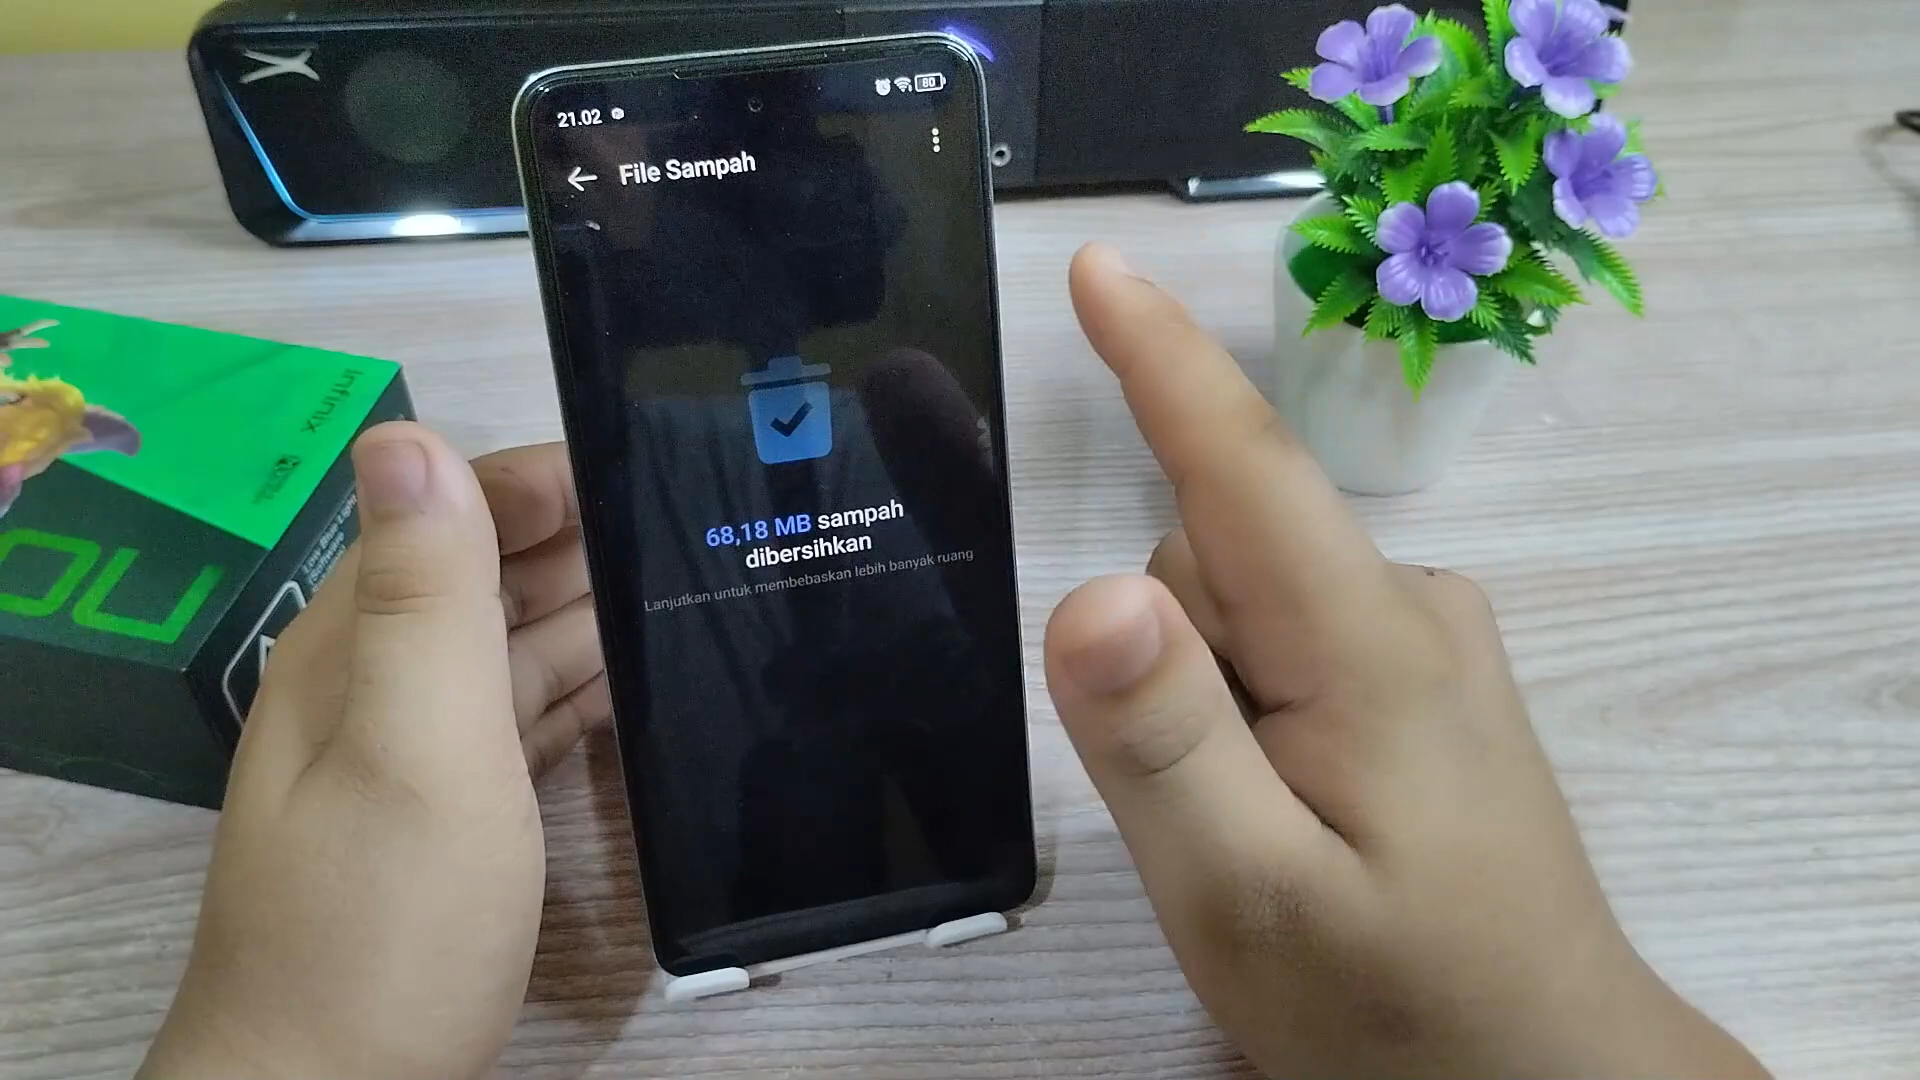 21.02
80
File Sampah
68,18 MB sampah
dibersihkan
Lanjutkan untuk membebaskan lebih banyak ruang
Infinix